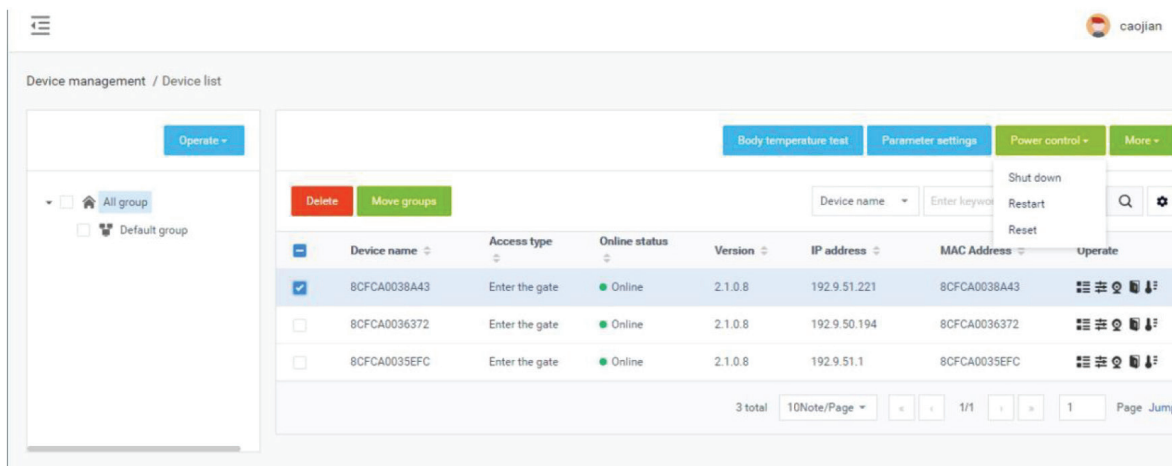 caojian
Device management / Device list
Operate
Body temperature test Parameter settings Power control More
All group
Default group
Shut down
Restart
Reset
Delete Move groups Device name Enter
Device name Access type Online status Version IP address MAC Address Operate
8CFCA0038A43 Enter the gate Online 2.1.0.8 192.9.51.221 8CFCA0038A43
8CFCA0036372 Enter the gate Online 2.1.0.8 192.9.50.194 8CFCA0036372
8CFCA0035EFC Enter the gate Online 2.1.0.8 192.9.51.1 8CFCA0035EFC
3 total 10Note/Page « ‹ 1/1 › » 1 Page Jum